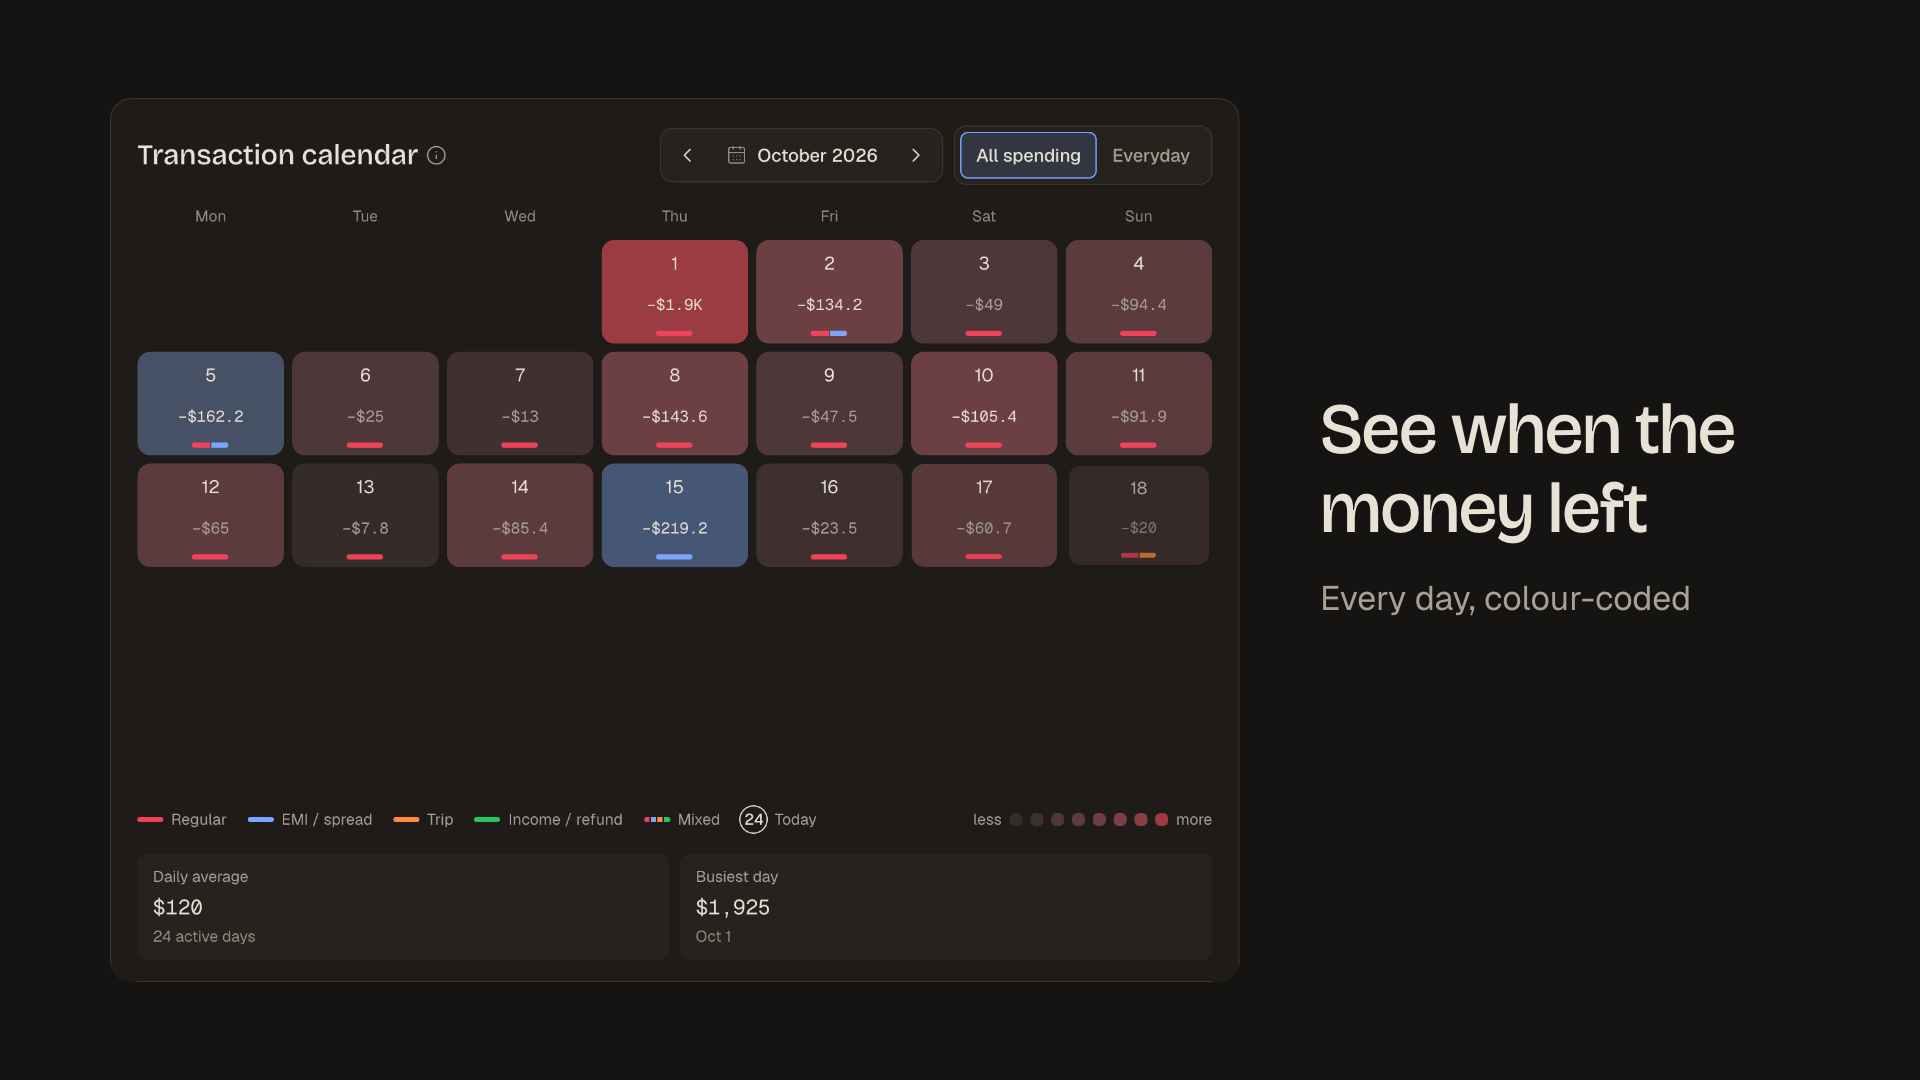 Transaction calendar
October 2026
All spending
Everyday
Mon Tue Wed Thu Fri Sat Sun
1 2 3 4
-$1.9K -$134.2 -$49 -$94.4
5 6 7 8 9 10 11
-$162.2 -$25 -$13 -$143.6 -$47.5 -$105.4 -$91.9
12 13 14 15 16 17 18
-$65 -$7.8 -$85.4 -$219.2 -$23.5 -$60.7 -$20
Regular EMI / spread Trip Income / refund Mixed 24 Today less more
Daily average
$120
24 active days
Busiest day
$1,925
Oct 1
See when the
money left
Every day, colour-coded